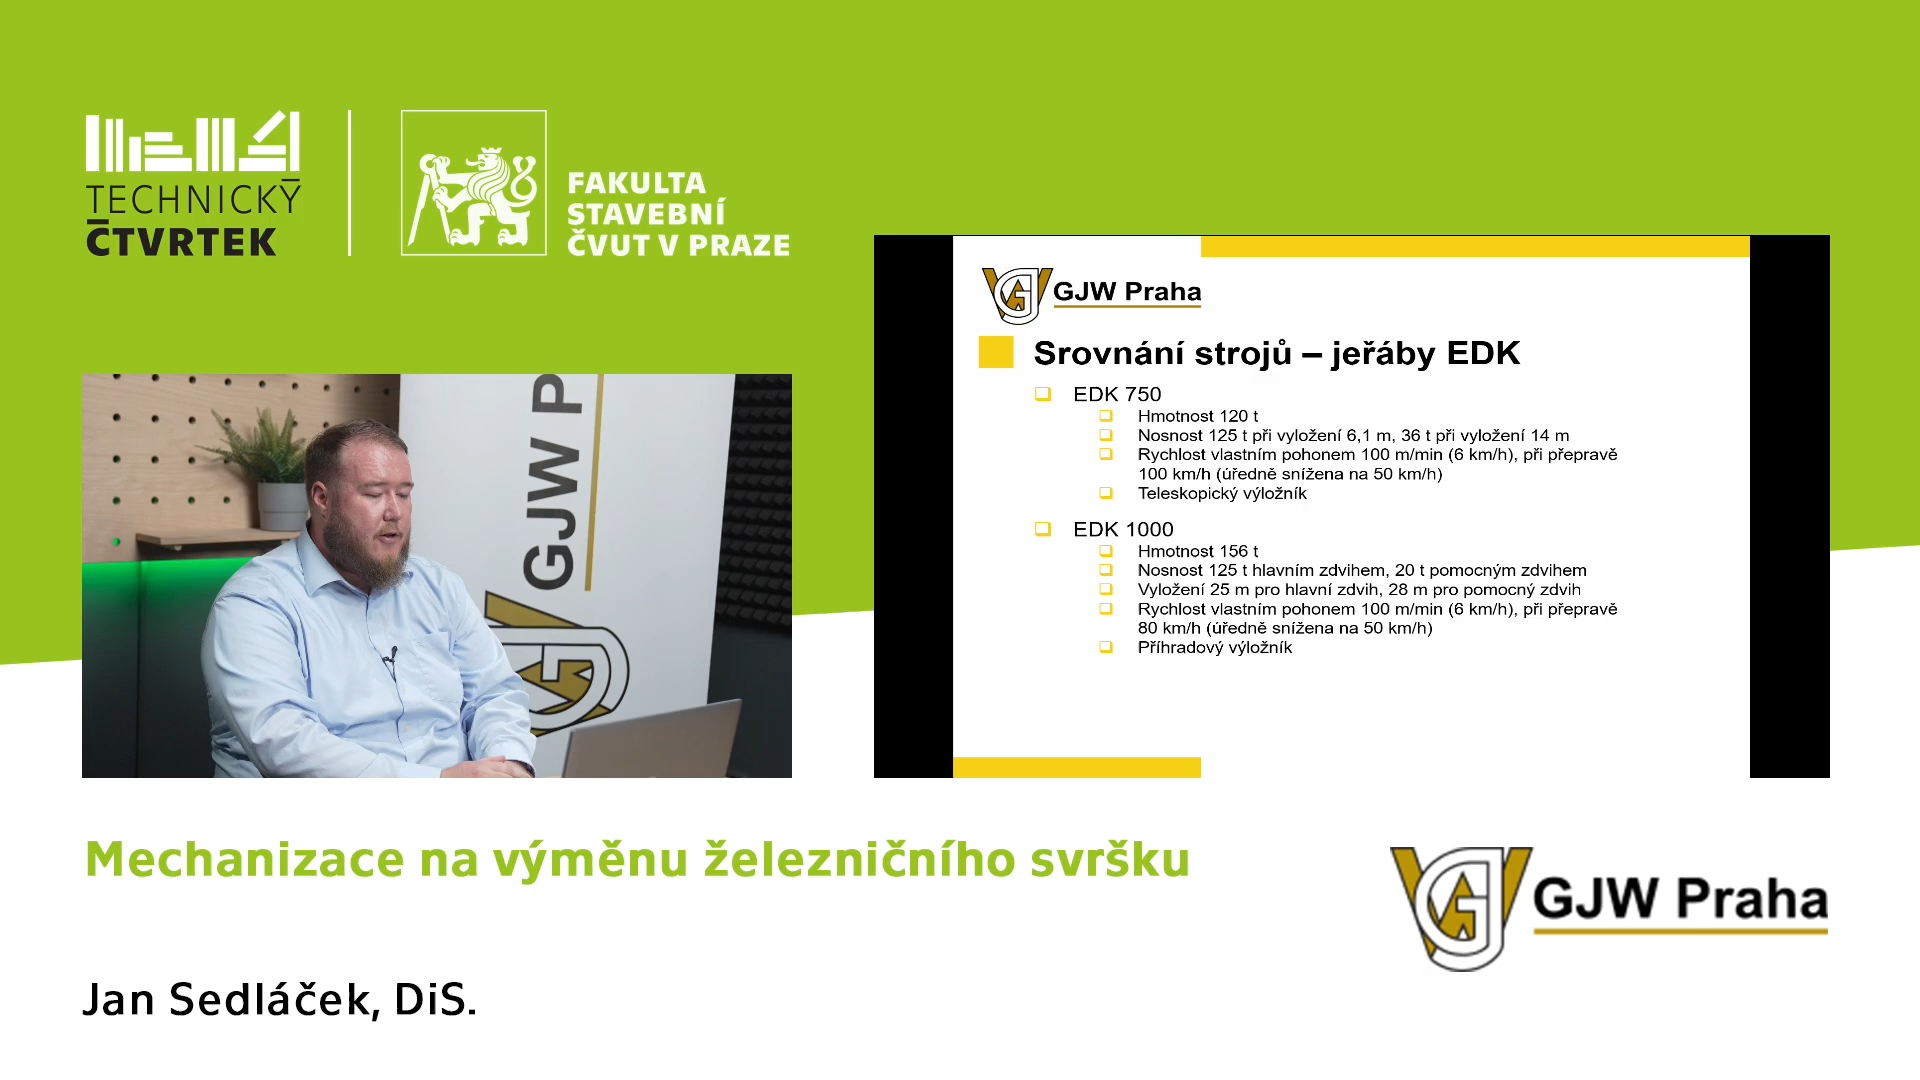 TECHNICKÝ
ČTVRTEK
FAKULTA
STAVEBNÍ
ČVUT V PRAZE
GJW P
GJW Praha
Srovnání strojů – jeřáby EDK
EDK 750
Hmotnost 120 t
Nosnost 125 t při vyložení 6,1 m, 36 t při vyložení 14 m
Rychlost vlastním pohonem 100 m/min (6 km/h), při přepravě
100 km/h (úředně snížena na 50 km/h)
Teleskopický výložník
EDK 1000
Hmotnost 156 t
Nosnost 125 t hlavním zdvihem, 20 t pomocným zdvihem
Vyložení 25 m pro hlavní zdvih, 28 m pro pomocný zdvih
Rychlost vlastním pohonem 100 m/min (6 km/h), při přepravě
80 km/h (úředně snížena na 50 km/h)
Příhradový výložník
Mechanizace na výměnu železničního svršku
GJW Praha
Jan Sedláček, DiS.